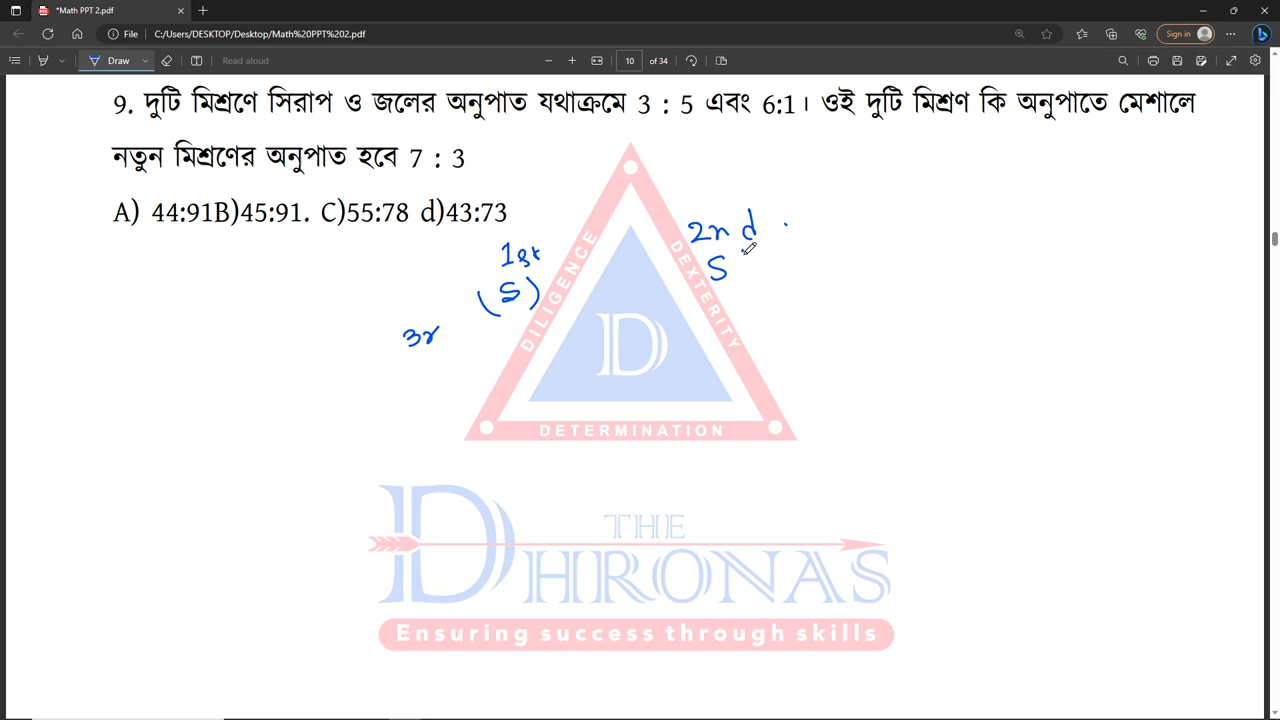 *Math PPT 2.pdf
File
C:/Users/DESKTOP/Desktop/Math%20PPT%202.pdf
Sign in
Draw
Read aloud
10
of 34
9. দুটি মিশ্রণে সিরাপ ও জলের অনুপাত যথাক্রমে 3 : 5 এবং 6:1। ওই দুটি মিশ্রণ কি অনুপাতে মেশালে
নতুন মিশ্রণের অনুপাত হবে 7 : 3
A) 44:91B)45:91. C)55:78 d)43:73
1st
2nd
(S)
S
DILIGENCE
DEXTERITY
D
DETERMINATION
THE
DHRONAS
Ensuring success through skills